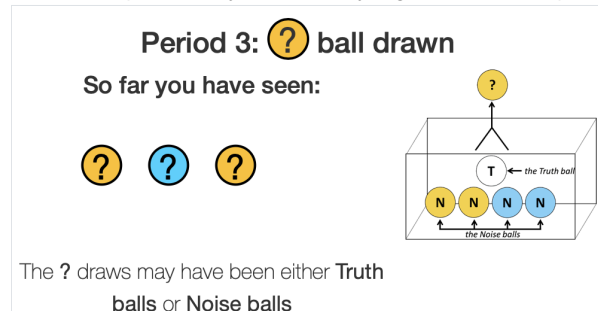 Period 3: ? ball drawn
So far you have seen:
?
? ? ?
T
the Truth ball
N N N N
the Noise balls
The ? draws may have been either Truth
balls or Noise balls